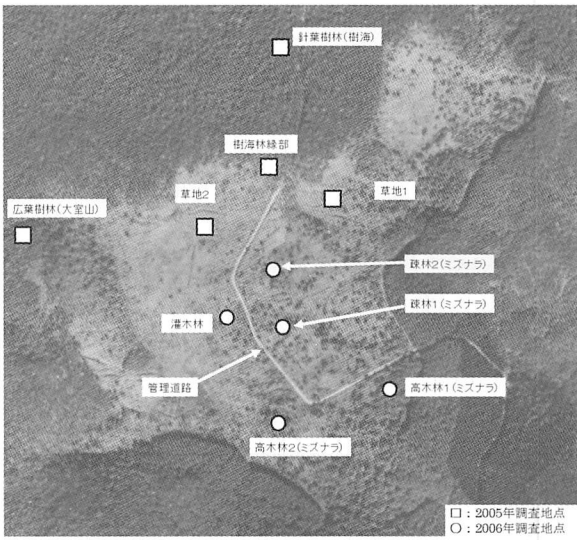 針葉樹林(樹海)
樹海林縁部
草地2
草地1
広葉樹林(大室山)
疎林2(ミズナラ)
灌木林
疎林1(ミズナラ)
管理道路
高木林1(ミズナラ)
高木林2(ミズナラ)
□：2005年調査地点
○：2006年調査地点